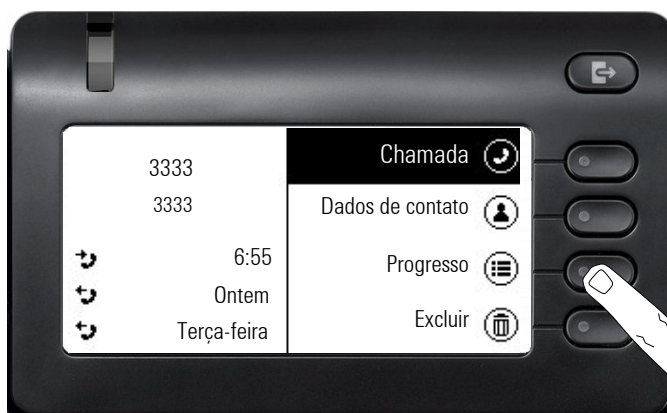 3333
3333
6:55
Ontem
Terça-feira
Chamada
Dados de contato
Progresso
Excluir